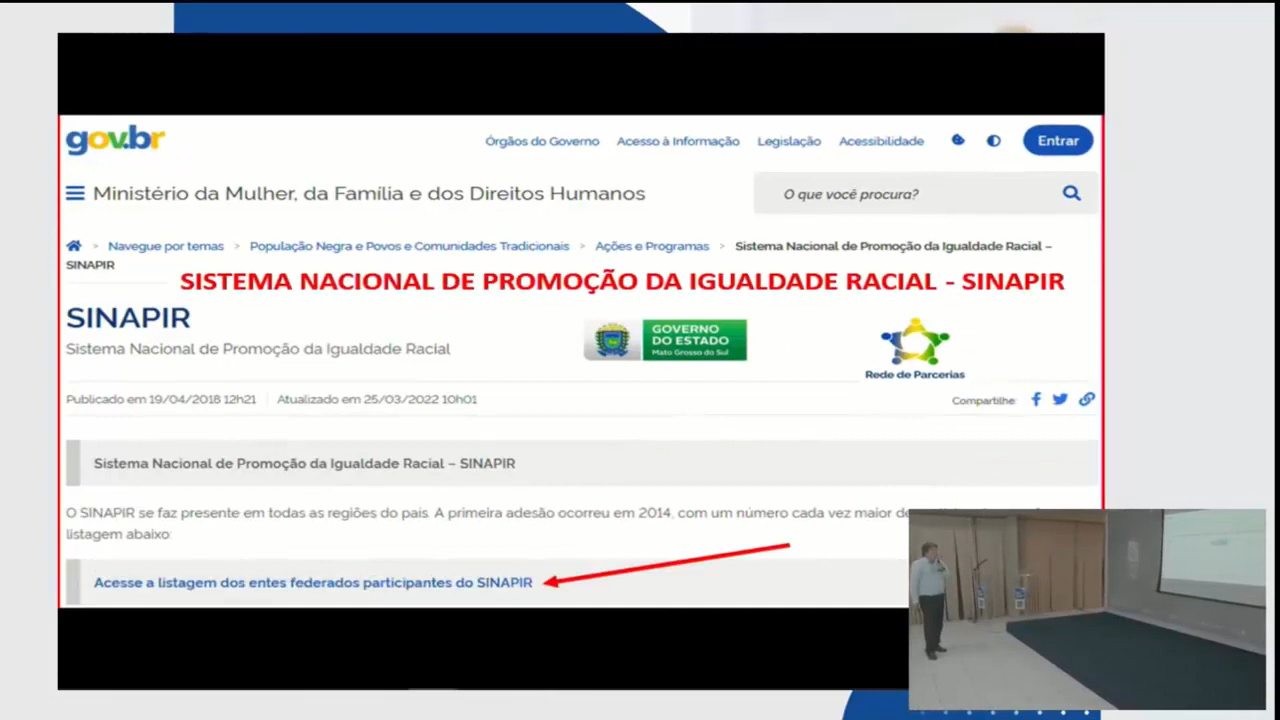 gov.br
Órgãos do Governo Acesso à Informação Legislação Acessibilidade Entrar
Ministério da Mulher, da Família e dos Direitos Humanos
O que você procura?
> Navegue por temas > População Negra e Povos e Comunidades Tradicionais > Ações e Programas > Sistema Nacional de Promoção da Igualdade Racial –
SINAPIR
SISTEMA NACIONAL DE PROMOÇÃO DA IGUALDADE RACIAL - SINAPIR
SINAPIR
Sistema Nacional de Promoção da Igualdade Racial
GOVERNO
DO ESTADO
Mato Grosso do Sul
Rede de Parcerias
Publicado em 19/04/2018 12h21 Atualizado em 25/03/2022 10h01
Compartilhe:
Sistema Nacional de Promoção da Igualdade Racial – SINAPIR
O SINAPIR se faz presente em todas as regiões do país. A primeira adesão ocorreu em 2014, com um número cada vez maior de
listagem abaixo:
Acesse a listagem dos entes federados participantes do SINAPIR